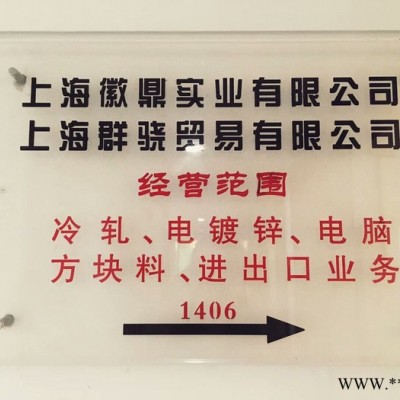 上海徽鼎实业有限公司
上海群骁贸易有限公司
经营范围
冷轧、电镀锌、电脑
方块料、进出口业务
1406
WWW.*